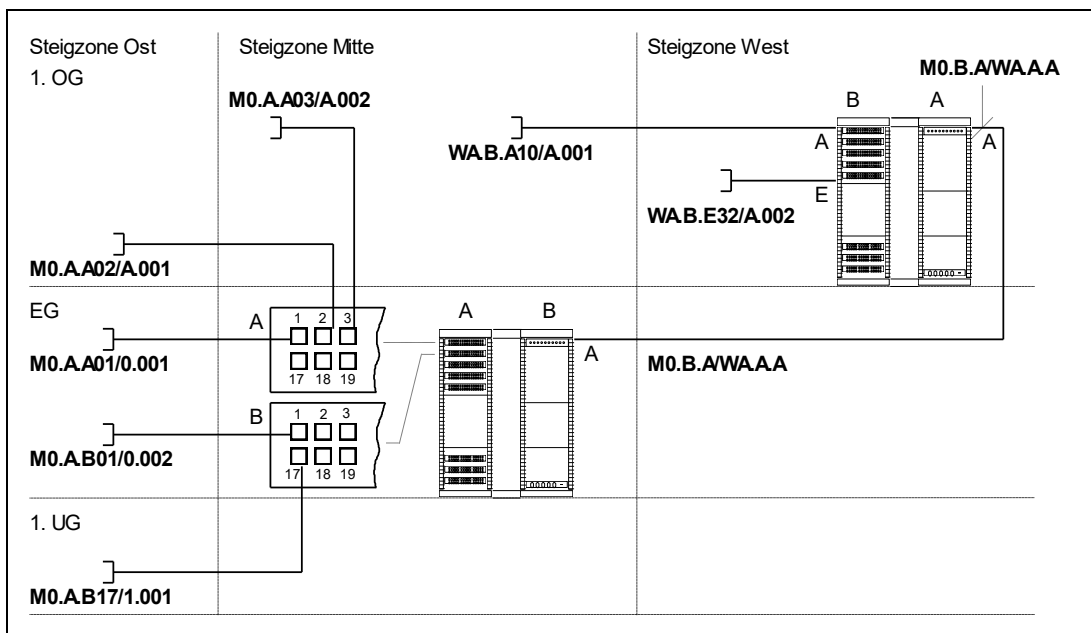 Steigzone Ost
Steigzone Mitte
Steigzone West
1. OG
M0.B.A/WA.A.A
M0.A.A03/A.002
B A
WA.B.A10/A.001
A
A
E
WA.B.E32/A.002
M0.A.A02/A.001
EG
A
1 2 3
17 18 19
A B
A
M0.A.A01/0.001
M0.B.A/WA.A.A
B
1 2 3
17 18 19
M0.A.B01/0.002
1. UG
M0.A.B17/1.001